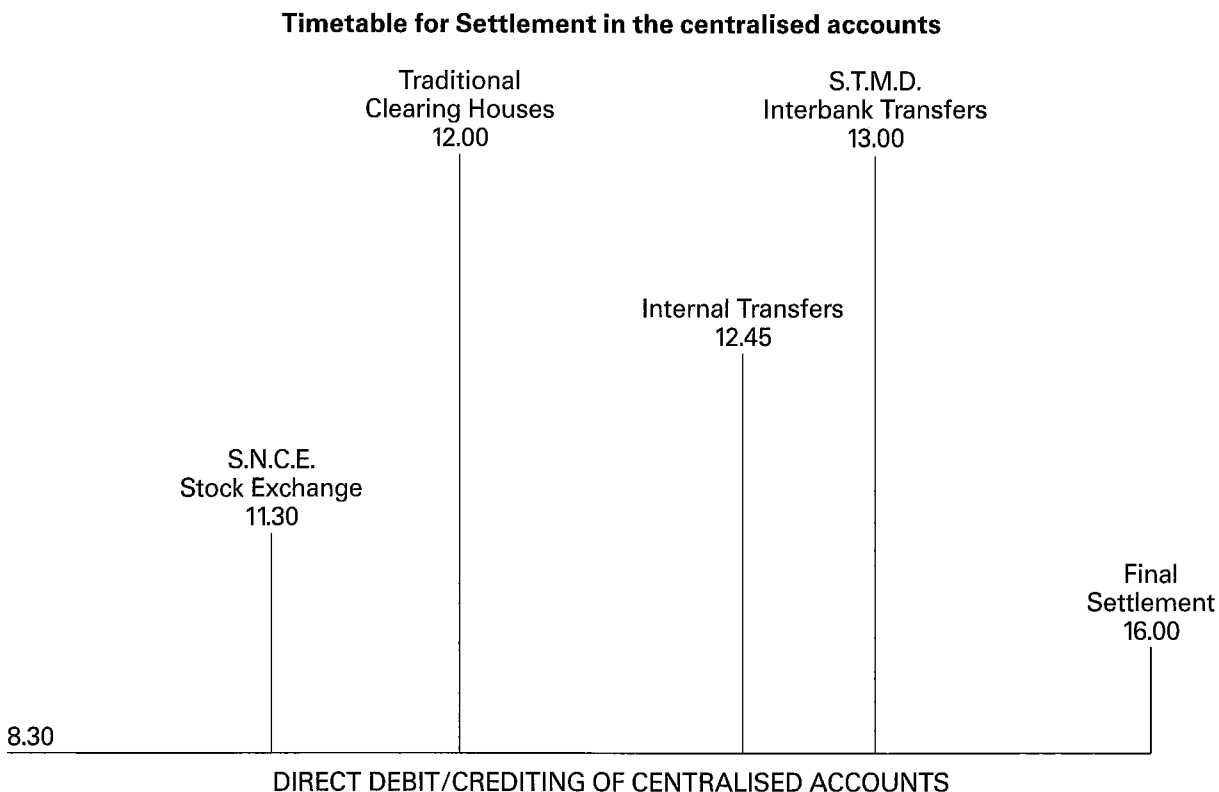 Timetable for Settlement in the centralised accounts
Traditional
Clearing Houses
12.00
S.T.M.D.
Interbank Transfers
13.00
Internal Transfers
12.45
S.N.C.E.
Stock Exchange
11.30
Final
Settlement
16.00
8.30
DIRECT DEBIT/CREDITING OF CENTRALISED ACCOUNTS